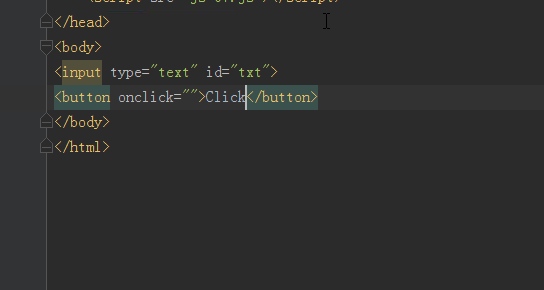 </head>
<body>
<input type="text" id="txt">
<button onclick="">Click</button>
</body>
</html>